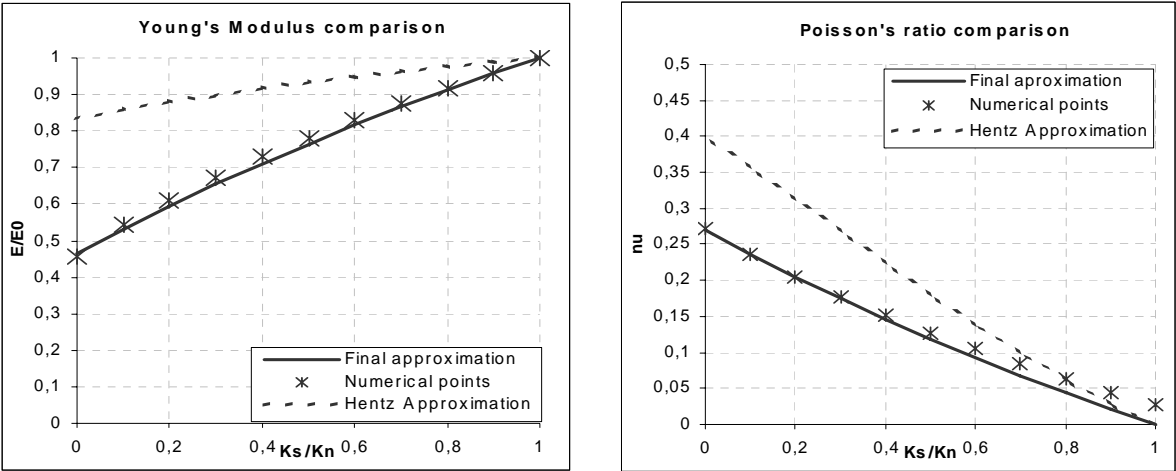 Young's Modulus comparison
1
0,9
0,8
0,7
0,6
0,5
0,4
0,3
0,2
0,1
0
E/E0
Final approximation
Numerical points
Hentz Approximation
0 0,2 0,4 0,6 0,8 1
Ks/Kn
Poisson's ratio comparison
0,5
0,45
0,4
0,35
0,3
0,25
0,2
0,15
0,1
0,05
0
nu
Final aproximation
Numerical points
Hentz Approximation
0 0,2 0,4 0,6 0,8 1
Ks/Kn